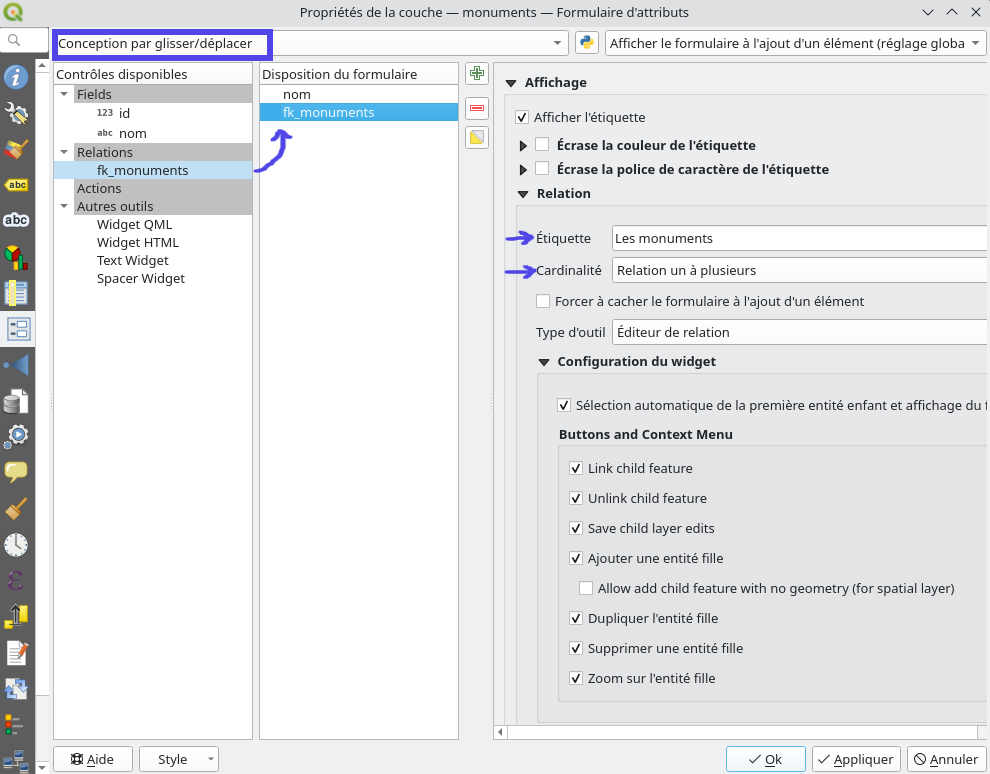 Propriétés de la couche — monuments — Formulaire d'attributs
Conception par glisser/déplacer
Afficher le formulaire à l'ajout d'un élément (réglage globa
Contrôles disponibles
Fields
123 id
abc nom
Relations
fk_monuments
Actions
Autres outils
Widget QML
Widget HTML
Text Widget
Spacer Widget
Disposition du formulaire
nom
fk_monuments
Affichage
Afficher l'étiquette
Écrase la couleur de l'étiquette
Écrase la police de caractère de l'étiquette
Relation
Étiquette Les monuments
Cardinalité Relation un à plusieurs
Forcer à cacher le formulaire à l'ajout d'un élément
Type d'outil Éditeur de relation
Configuration du widget
Sélection automatique de la première entité enfant et affichage du f
Buttons and Context Menu
Link child feature
Unlink child feature
Save child layer edits
Ajouter une entité fille
Allow add child feature with no geometry (for spatial layer)
Dupliquer l'entité fille
Supprimer une entité fille
Zoom sur l'entité fille
abc
abc
Aide
Style
Ok
Appliquer
Annuler